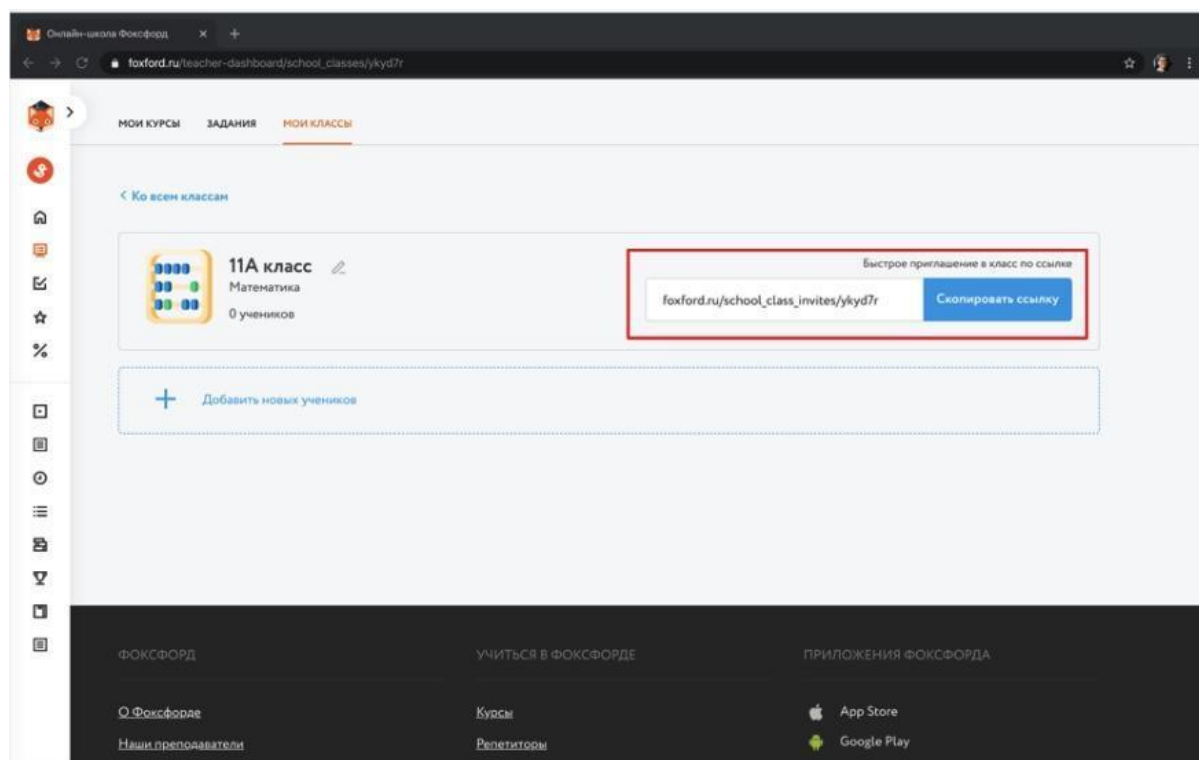 Онлайн-школа Фоксфорд
foxford.ru/teacher-dashboard/school_classes/ykyd7r
МОИ КУРСЫ ЗАДАНИЯ МОИ КЛАССЫ
Ко всем классам
11А класс
Математика
0 учеников
Быстрое приглашение в класс по ссылке
foxford.ru/school_class_invites/ykyd7r Скопировать ссылку
Добавить новых учеников
ФОКСФОРД УЧИТЬСЯ В ФОКСФОРДЕ ПРИЛОЖЕНИЯ ФОКСФОРДА
О Фоксфорде Курсы App Store
Наши преподаватели Репетиторы Google Play